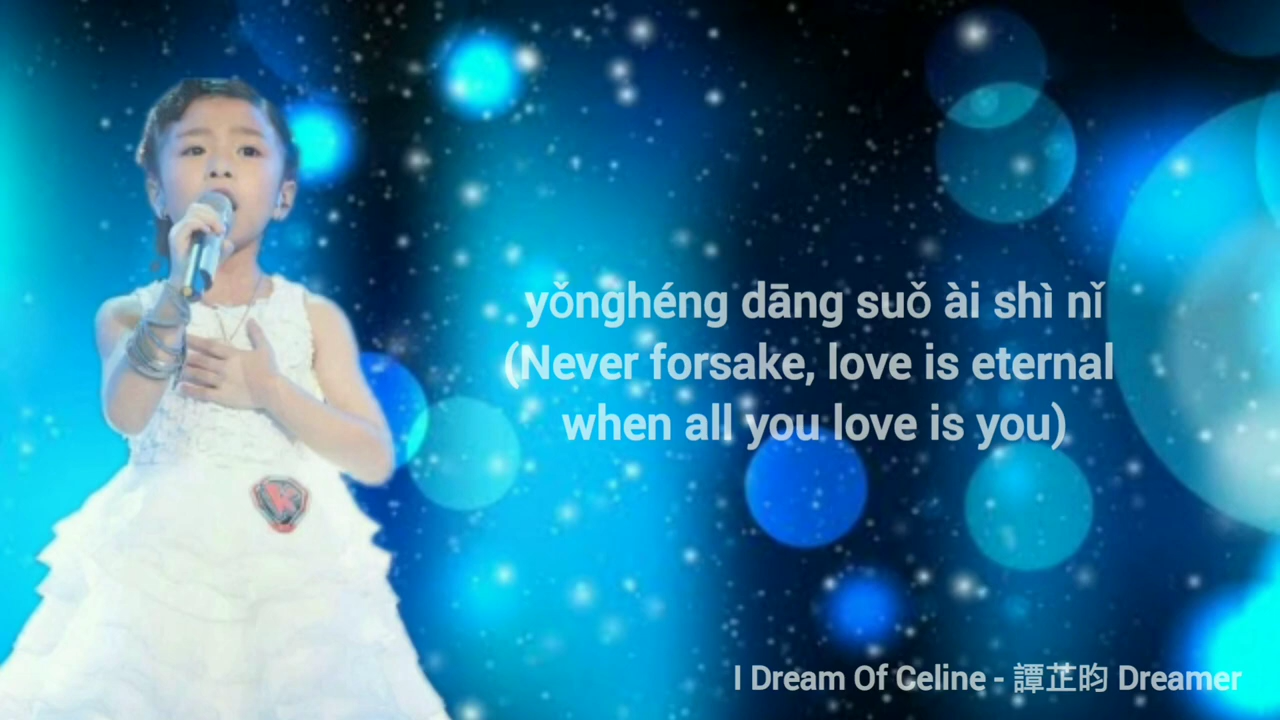 yǒnghéng dāng suǒ ài shì nǐ
(Never forsake, love is eternal
when all you love is you)
I Dream Of Celine - 譚芷昀 Dreamer